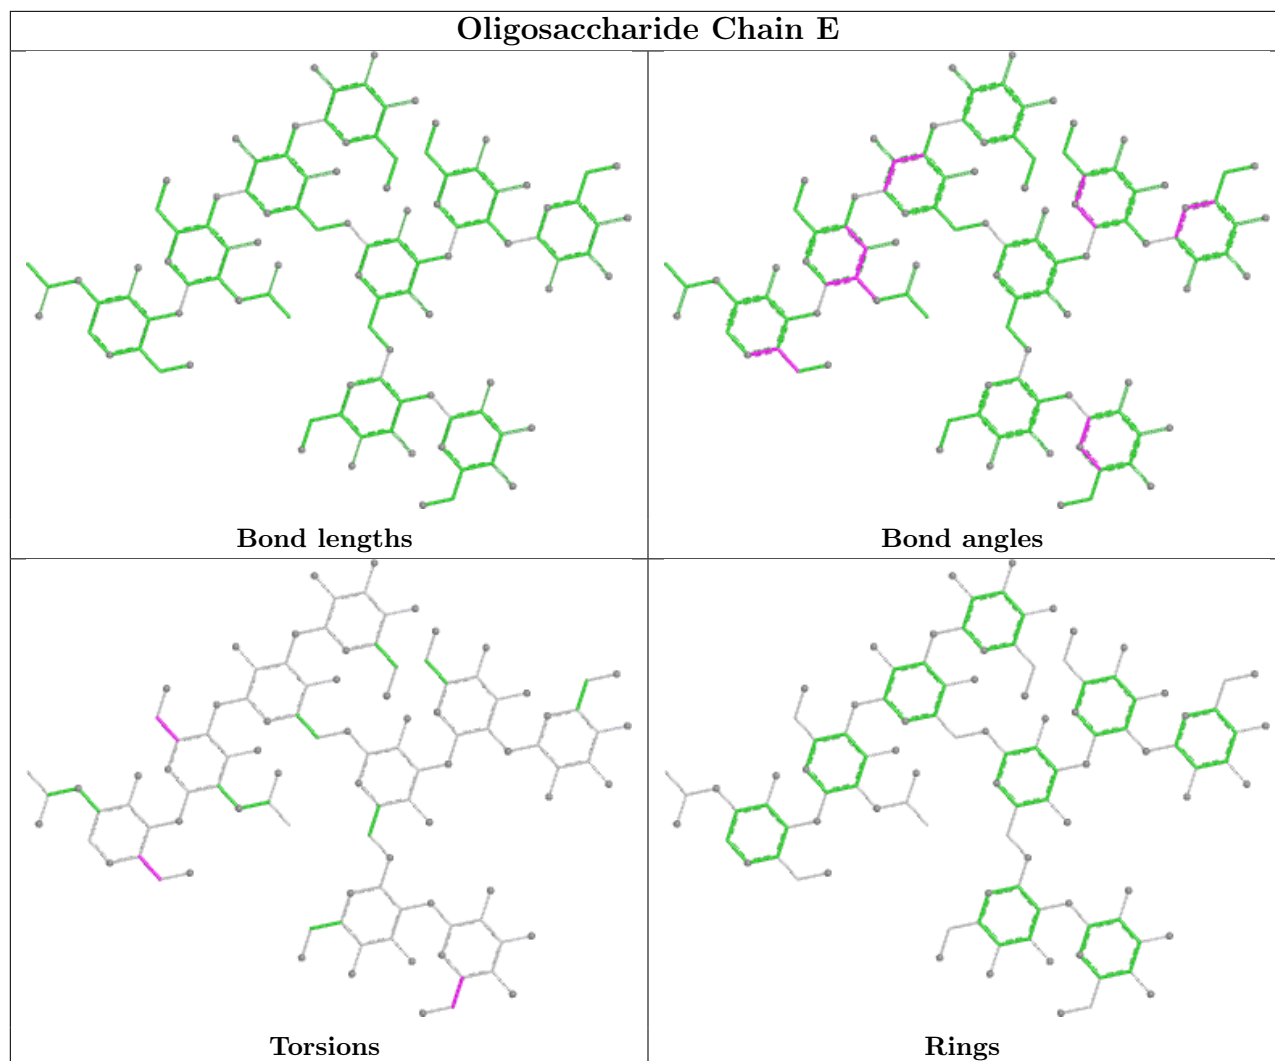 Oligosaccharide Chain E
Bond lengths
Bond angles
Torsions
Rings